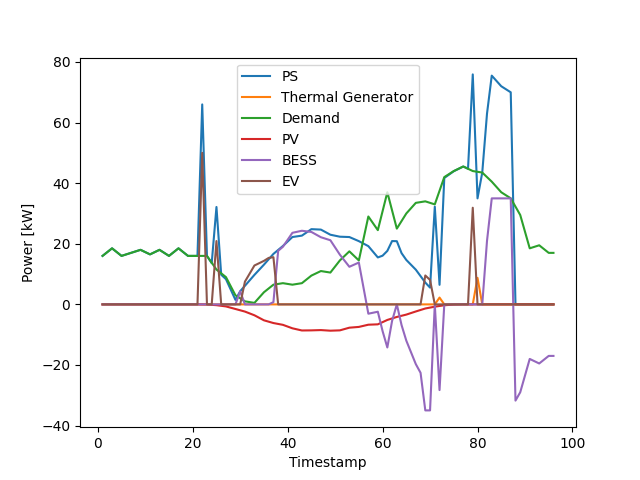 80
60
40
20
0
−20
−40
Power [kW]
PS
Thermal Generator
Demand
PV
BESS
EV
0
20
40
60
80
100
Timestamp